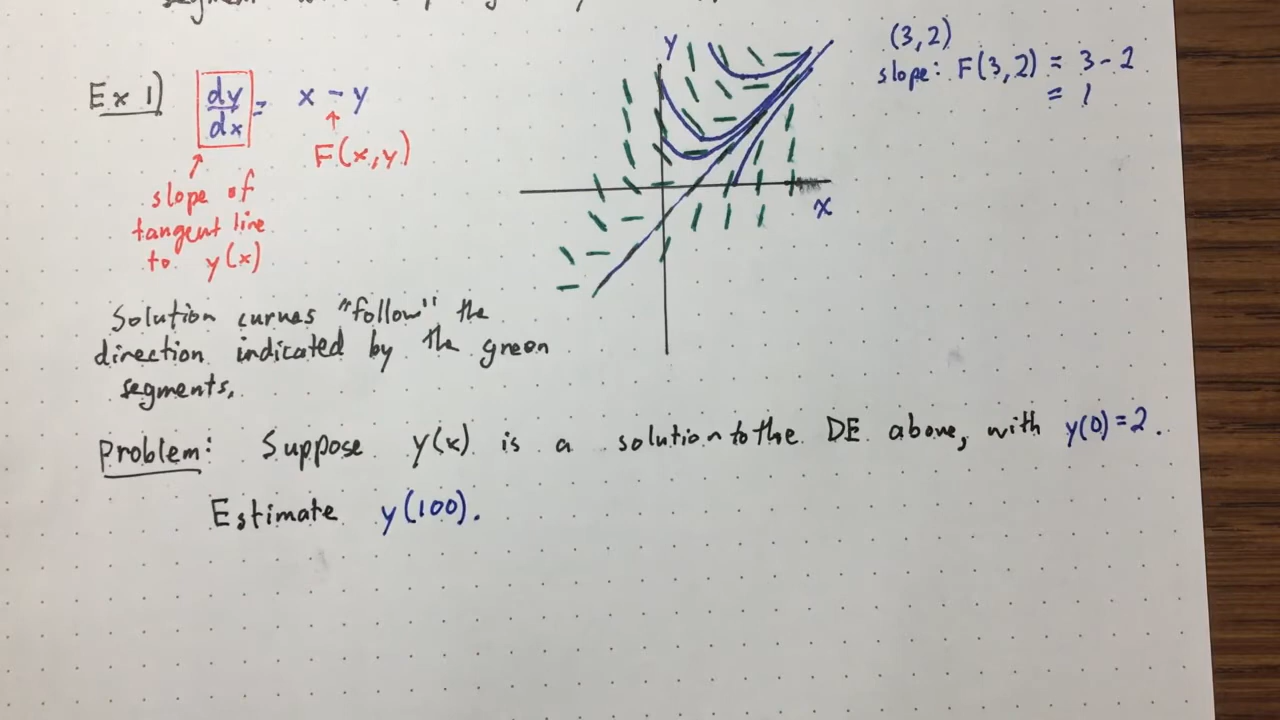 segment
Ex 1) dy/dx = x - y
F(x,y)
slope of
tangent line
to y(x)
y
x
(3,2)
slope: F(3,2) = 3 - 2
= 1
Solution curves "follow" the
direction indicated by the green
segments.
Problem: Suppose y(x) is a solution to the DE above, with y(0)=2.
Estimate y(100).